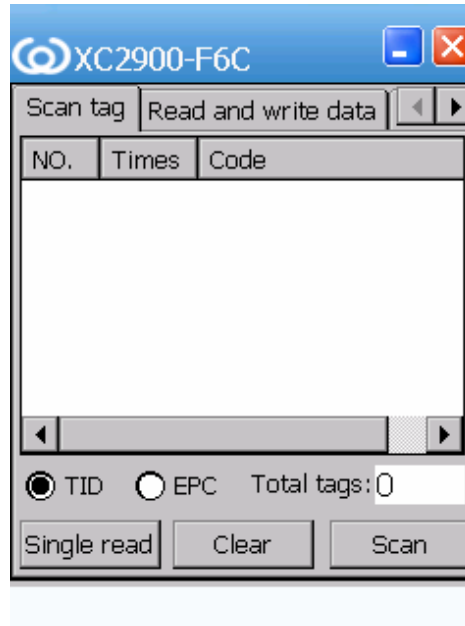 XC2900-F6C
Scan tag Read and write data
NO. Times Code
TID EPC Total tags: 0
Single read Clear Scan